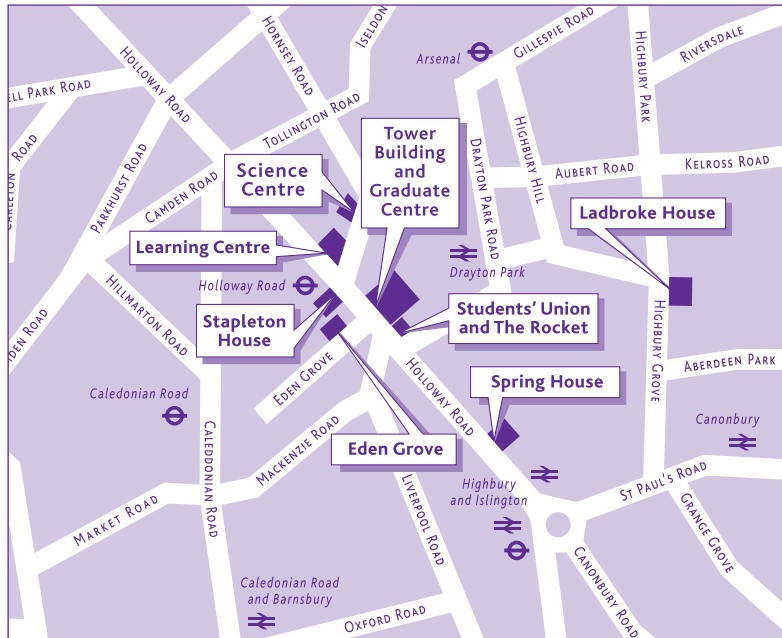 HOLLOWAY ROAD
HORNSEY ROAD
ISELDON
Arsenal
GILLESPIE ROAD
HIGHBURY PARK
RIVERSDALE
ELL PARK ROAD
TOLLINGTON ROAD
ROAD
PARKHURST ROAD
CAMDEN ROAD
Science
Centre
Tower
Building
and
Graduate
Centre
DRAYTON PARK ROAD
HIGHBURY HILL
AUBERT ROAD
KELROSS ROAD
Ladbroke House
Learning Centre
Drayton Park
Holloway Road
HILLMARTON ROAD
DEN ROAD
Stapleton
House
Students' Union
and The Rocket
HIGHBURY GROVE
ABERDEEN PARK
EDEN GROVE
HOLLOWAY ROAD
Spring House
Caledonian Road
Canonbury
CALEDONIAN ROAD
MACKENZIE ROAD
Eden Grove
Highbury
and Islington
ST PAUL'S ROAD
MARKET ROAD
LIVERPOOL ROAD
GRANGE GROVE
CANONBURY ROAD
Caledonian Road
and Barnsbury
OXFORD ROAD